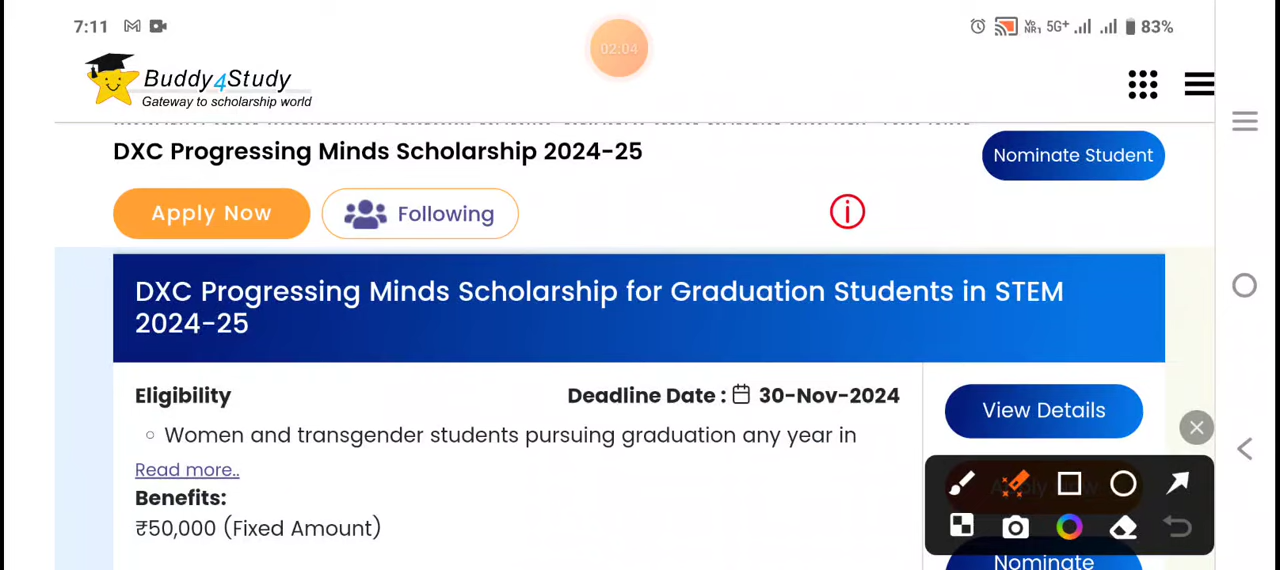 7:11
02:04
Vo NR1 5G+ 83%
Buddy4Study
Gateway to scholarship world
DXC Progressing Minds Scholarship 2024-25
Nominate Student
Apply Now
Following
DXC Progressing Minds Scholarship for Graduation Students in STEM
2024-25
Eligibility
Deadline Date : 30-Nov-2024
View Details
Women and transgender students pursuing graduation any year in
Read more..
Benefits:
₹50,000 (Fixed Amount)
Nominate